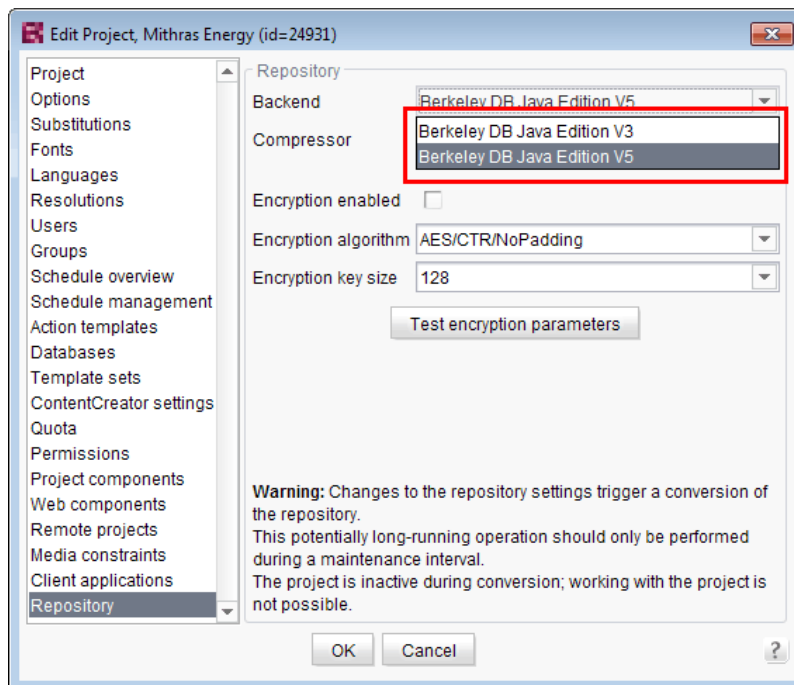 Edit Project, Mithras Energy (id=24931)
Project
Options
Substitutions
Fonts
Languages
Resolutions
Users
Groups
Schedule overview
Schedule management
Action templates
Databases
Template sets
ContentCreator settings
Quota
Permissions
Project components
Web components
Remote projects
Media constraints
Client applications
Repository
Repository
Backend Berkeley DB Java Edition V5
Berkeley DB Java Edition V3
Compressor
Berkeley DB Java Edition V5
Encryption enabled
Encryption algorithm AES/CTR/NoPadding
Encryption key size 128
Test encryption parameters
Warning: Changes to the repository settings trigger a conversion of
the repository.
This potentially long-running operation should only be performed
during a maintenance interval.
The project is inactive during conversion; working with the project is
not possible.
OK Cancel ?